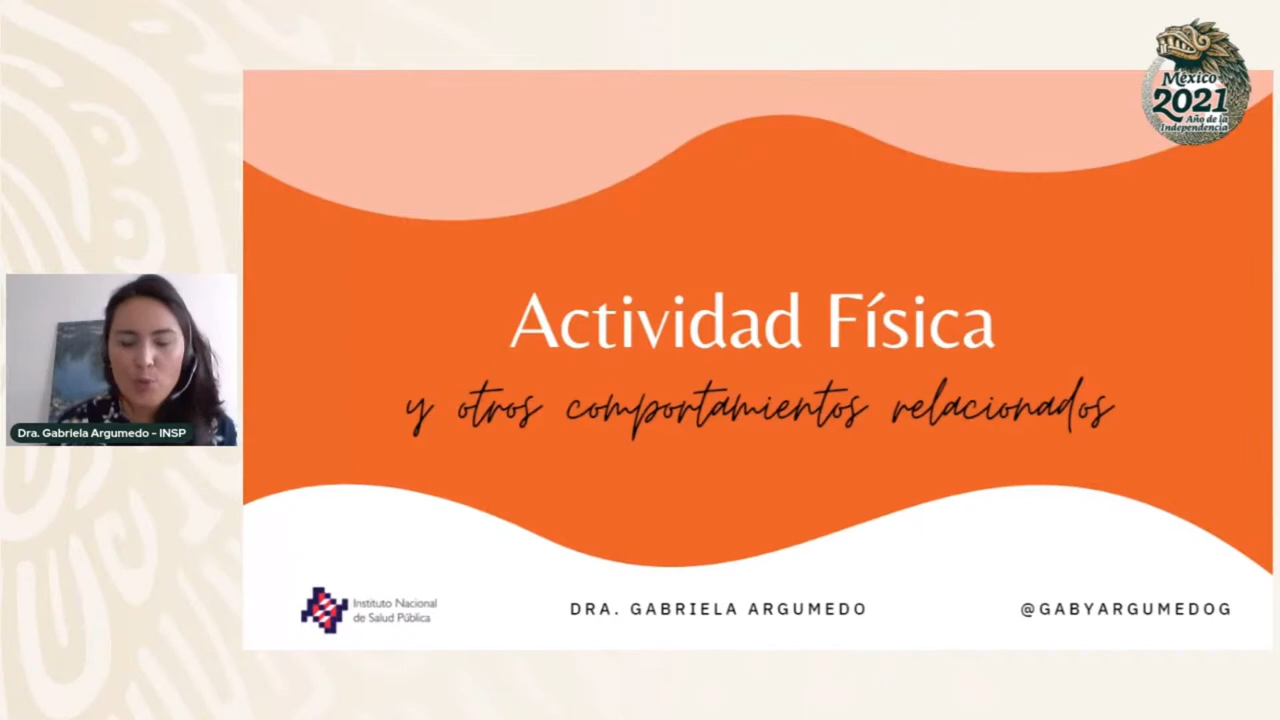 México
2021
Año de la
Independencia
Actividad Física
y otros comportamientos relacionados
Dra. Gabriela Argumedo - INSP
Instituto Nacional
de Salud Pública
DRA. GABRIELA ARGUMEDO
@GABYARGUMEDOG